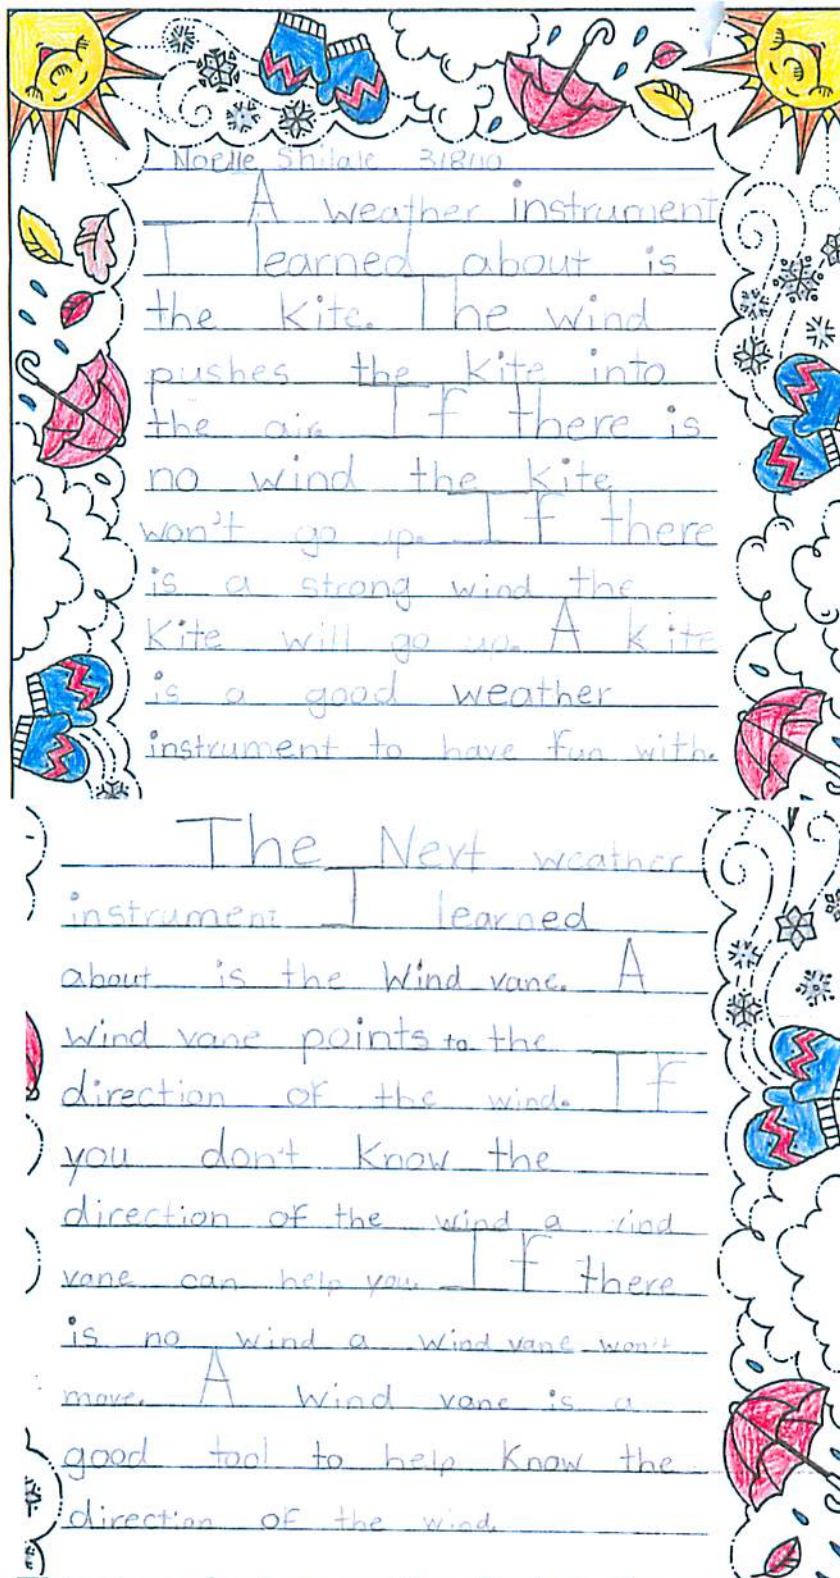 Noelle Shilale 3/8/10
A weather instrument
I learned about is
the kite. The wind
pushes the kite into
the air. If there is
no wind the kite
won't go up. If there
is a strong wind the
kite will go up. A kite
is a good weather
instrument to have fun with.
The Next weather
instrument I learned
about is the Wind vane. A
wind vane points to the
direction of the wind. If
you don't know the
direction of the wind a wind
vane can help you. If there
is no wind a wind vane won't
move. A wind vane is a
good tool to help know the
direction of the wind.